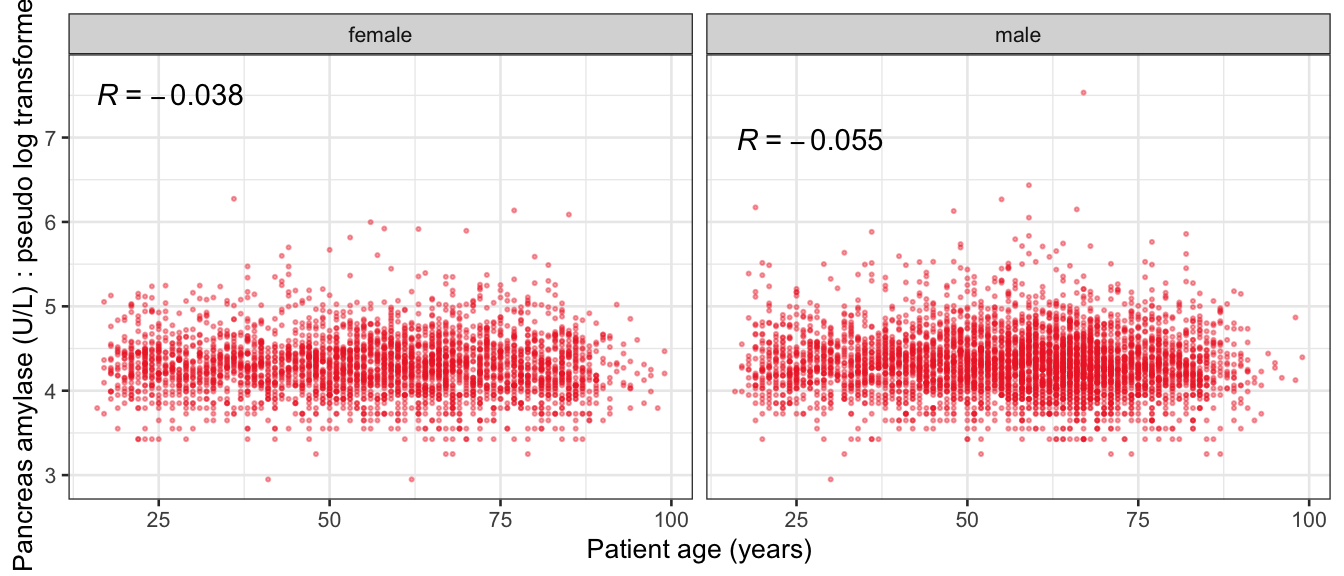 female
male
R = −0.038
R = −0.055
Pancreas amylase (U/L) : pseudo log transforme
7
6
5
4
3
25 50 75 100
25 50 75 100
Patient age (years)